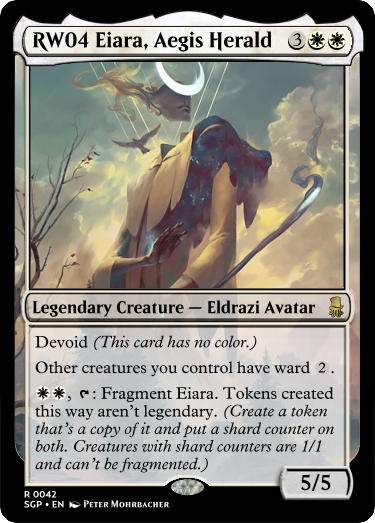 RW04 Eiara, Aegis Herald 3
Legendary Creature — Eldrazi Avatar
Devoid (This card has no color.)
Other creatures you control have ward 2 .
, : Fragment Eiara. Tokens created
this way aren't legendary. (Create a token
that's a copy of it and put a shard counter on
both. Creatures with shard counters are 1/1
and can't be fragmented.)
5/5
R 0042
SGP • EN Peter Mohrbacher